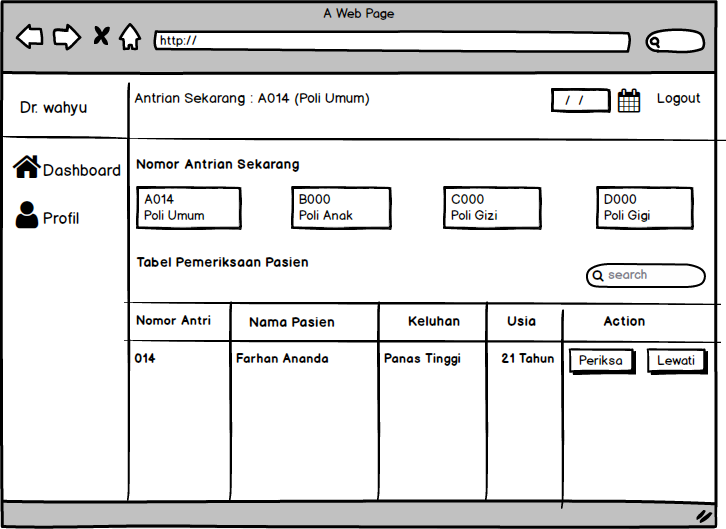 A Web Page
http://
Dr. wahyu
Antrian Sekarang : A014 (Poli Umum)
/ /
Logout
Dashboard
Profil
Nomor Antrian Sekarang
A014
Poli Umum
B000
Poli Anak
C000
Poli Gizi
D000
Poli Gigi
Tabel Pemeriksaan Pasien
search
Nomor Antri Nama Pasien Keluhan Usia Action
014 Farhan Ananda Panas Tinggi 21 Tahun Periksa Lewati